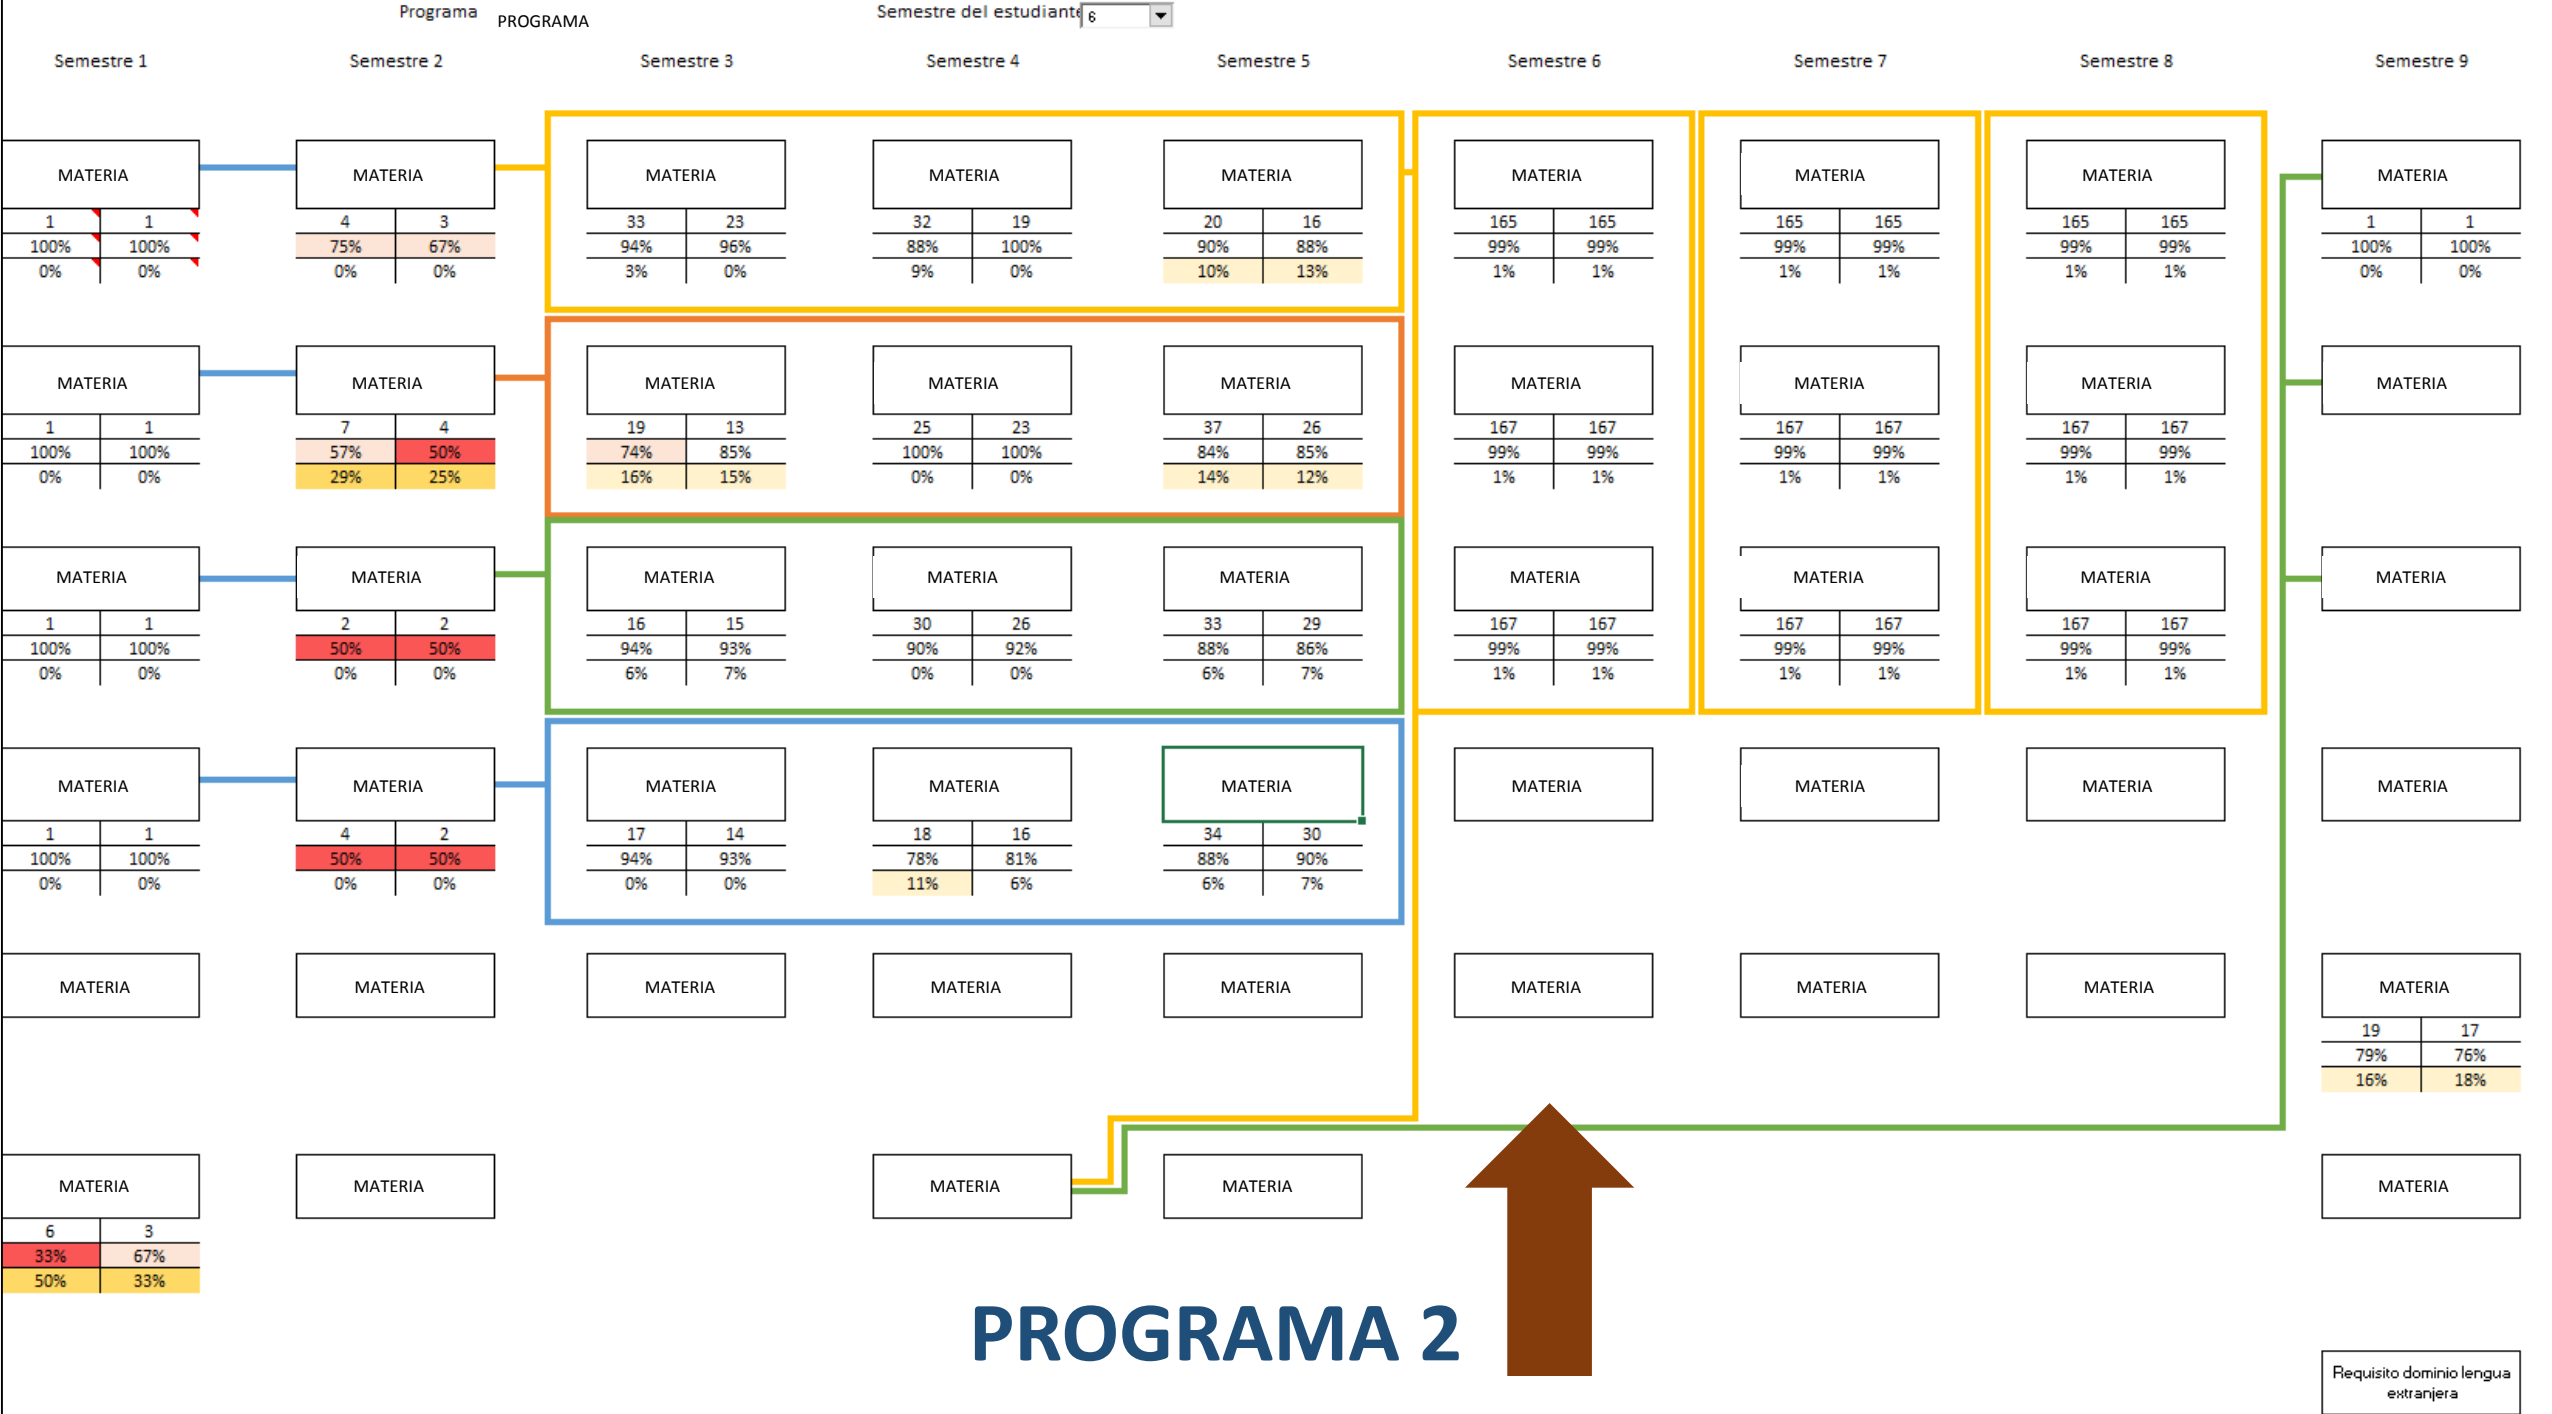 Programa PROGRAMA Semestre del estudiante 6
Semestre 1 Semestre 2 Semestre 3 Semestre 4 Semestre 5 Semestre 6 Semestre 7 Semestre 8 Semestre 9
MATERIA MATERIA MATERIA MATERIA MATERIA MATERIA MATERIA MATERIA MATERIA
1 1 4 3 33 23 32 19 20 16 165 165 165 165 165 165 1 1
100% 100% 75% 67% 94% 96% 88% 100% 90% 88% 99% 99% 99% 99% 99% 99% 100% 100%
0% 0% 0% 0% 3% 0% 9% 0% 10% 13% 1% 1% 1% 1% 1% 1% 0% 0%
MATERIA MATERIA MATERIA MATERIA MATERIA MATERIA MATERIA MATERIA MATERIA
1 1 7 4 19 13 25 23 37 26 167 167 167 167 167 167
100% 100% 57% 50% 74% 85% 100% 100% 84% 85% 99% 99% 99% 99% 99% 99%
0% 0% 29% 25% 16% 15% 0% 0% 14% 12% 1% 1% 1% 1% 1% 1%
MATERIA MATERIA MATERIA MATERIA MATERIA MATERIA MATERIA MATERIA MATERIA
1 1 2 2 16 15 30 26 33 29 167 167 167 167 167 167
100% 100% 50% 50% 94% 93% 90% 92% 88% 86% 99% 99% 99% 99% 99% 99%
0% 0% 0% 0% 6% 7% 0% 0% 6% 7% 1% 1% 1% 1% 1% 1%
MATERIA MATERIA MATERIA MATERIA MATERIA MATERIA MATERIA MATERIA MATERIA
1 1 4 2 17 14 18 16 34 30
100% 100% 50% 50% 94% 93% 78% 81% 88% 90%
0% 0% 0% 0% 0% 0% 11% 6% 6% 7%
MATERIA MATERIA MATERIA MATERIA MATERIA MATERIA MATERIA MATERIA MATERIA
19 17
79% 76%
16% 18%
MATERIA MATERIA MATERIA MATERIA MATERIA
6 3
33% 67%
50% 33%
PROGRAMA 2
Requisito dominio lengua
extranjera